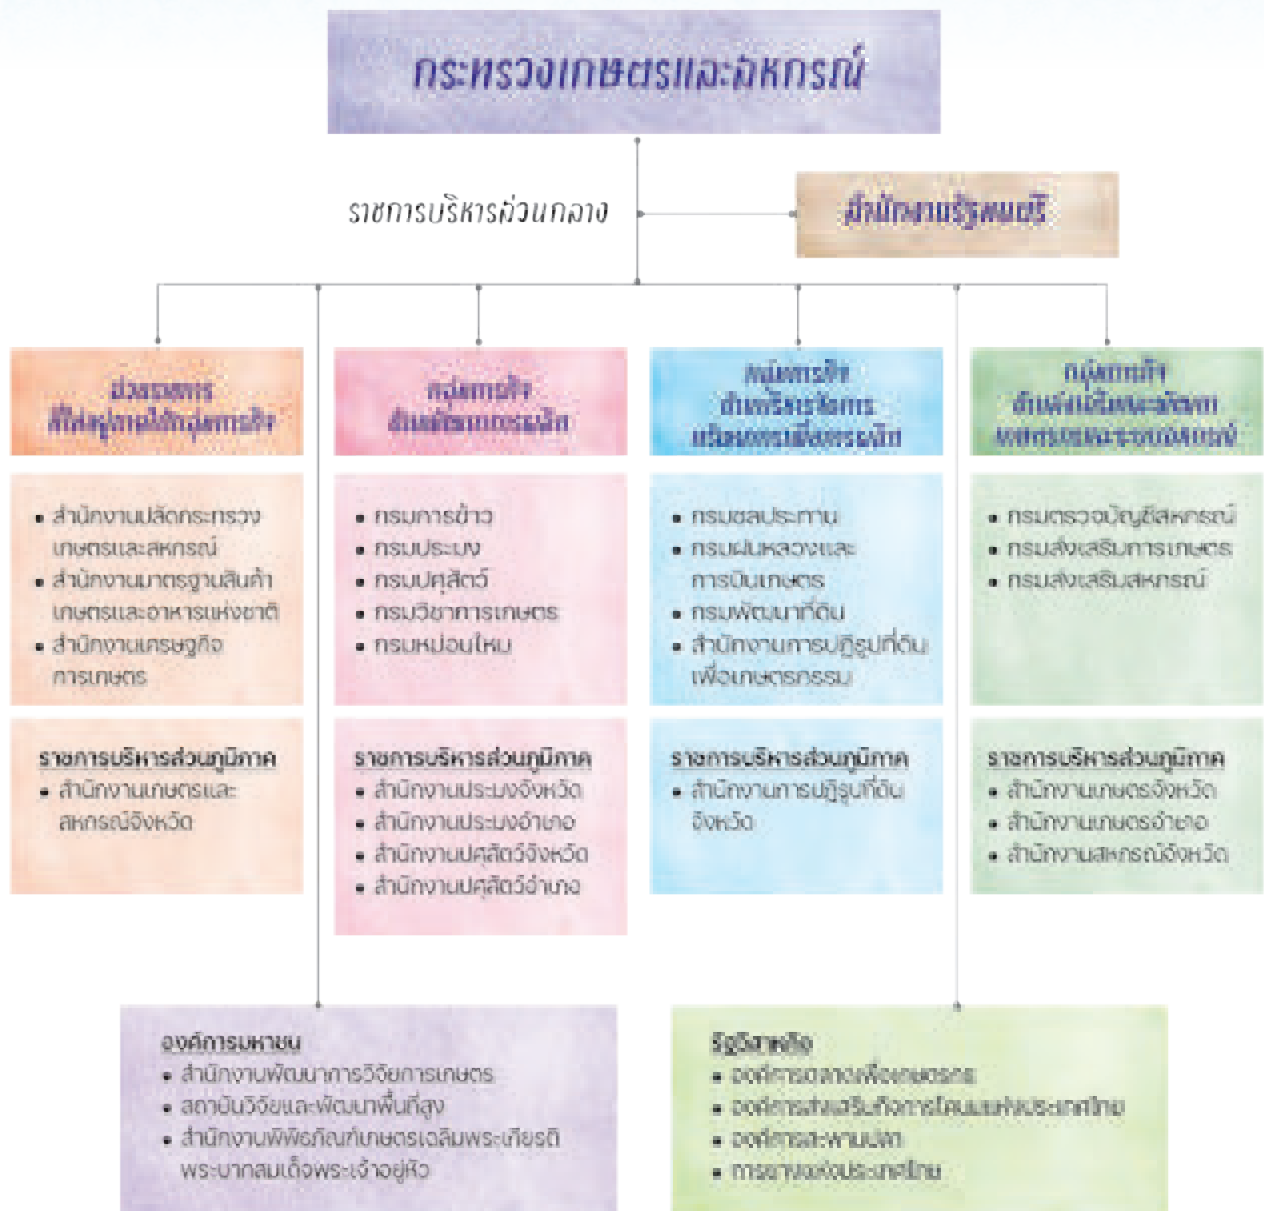 กระทรวงเกษตรและสหกรณ์
ราชการบริหารส่วนกลาง
สำนักงานรัฐมนตรี
ส่วนราชการ
ที่ไม่อยู่ภายใต้กลุ่มภารกิจ
• สำนักงานปลัดกระทรวง
เกษตรและสหกรณ์
• สำนักงานมาตรฐานสินค้า
เกษตรและอาหารแห่งชาติ
• สำนักงานเศรษฐกิจ
การเกษตร
ราชการบริหารส่วนภูมิภาค
• สำนักงานเกษตรและ
สหกรณ์จังหวัด
กลุ่มภารกิจ
ด้านพัฒนาการผลิต
• กรมการข้าว
• กรมประมง
• กรมปศุสัตว์
• กรมวิชาการเกษตร
• กรมหม่อนไหม
ราชการบริหารส่วนภูมิภาค
• สำนักงานประมงจังหวัด
• สำนักงานประมงอำเภอ
• สำนักงานปศุสัตว์จังหวัด
• สำนักงานปศุสัตว์อำเภอ
กลุ่มภารกิจ
ด้านบริหารจัดการ
ทรัพยากรเพื่อการผลิต
• กรมชลประทาน
• กรมฝนหลวงและ
การบินเกษตร
• กรมพัฒนาที่ดิน
• สำนักงานการปฏิรูปที่ดิน
เพื่อเกษตรกรรม
ราชการบริหารส่วนภูมิภาค
• สำนักงานการปฏิรูปที่ดิน
จังหวัด
กลุ่มภารกิจ
ด้านส่งเสริมและพัฒนา
เกษตรกรและระบบสหกรณ์
• กรมตรวจบัญชีสหกรณ์
• กรมส่งเสริมการเกษตร
• กรมส่งเสริมสหกรณ์
ราชการบริหารส่วนภูมิภาค
• สำนักงานเกษตรจังหวัด
• สำนักงานเกษตรอำเภอ
• สำนักงานสหกรณ์จังหวัด
องค์การมหาชน
• สำนักงานพัฒนาการวิจัยการเกษตร
• สถาบันวิจัยและพัฒนาพื้นที่สูง
• สำนักงานพิพิธภัณฑ์เกษตรเฉลิมพระเกียรติ
พระบาทสมเด็จพระเจ้าอยู่หัว
รัฐวิสาหกิจ
• องค์การตลาดเพื่อเกษตรกร
• องค์การส่งเสริมกิจการโคนมแห่งประเทศไทย
• องค์การสะพานปลา
• การยางแห่งประเทศไทย